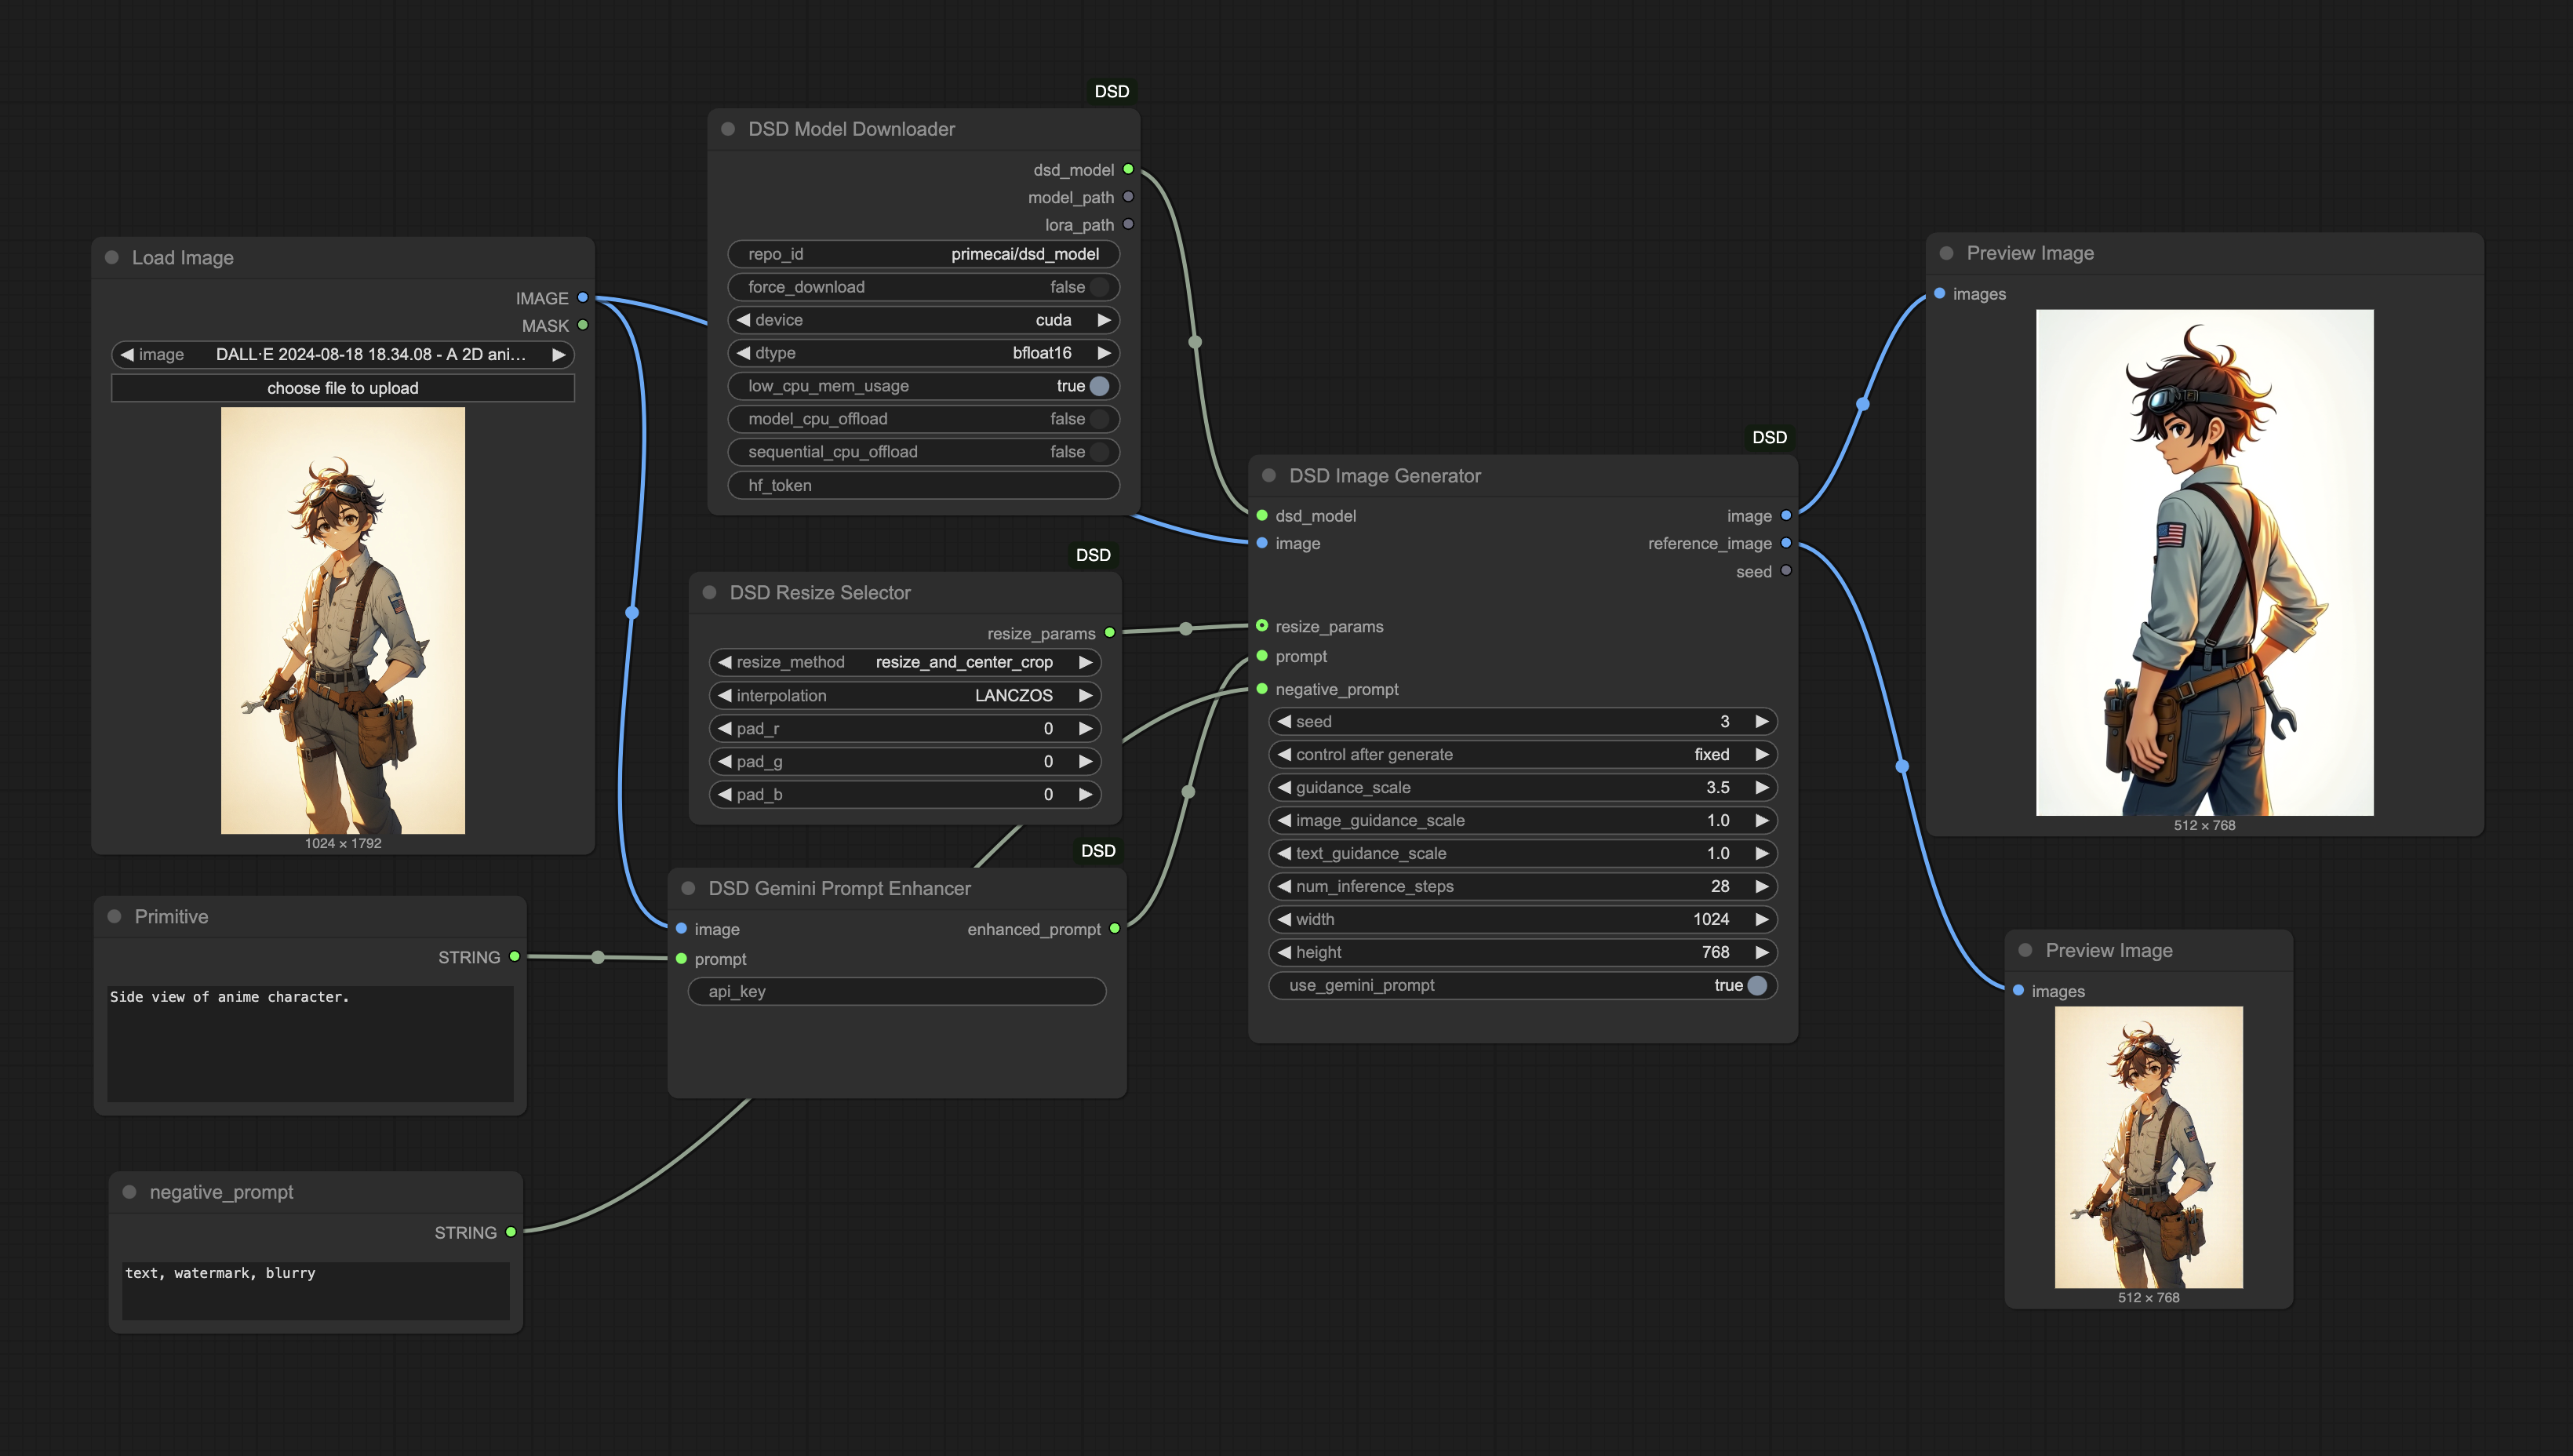 Load Image
IMAGE
MASK
image DALL·E 2024-08-18 18.34.08 - A 2D ani…
choose file to upload
1024 × 1792
Primitive
STRING
Side view of anime character.
negative_prompt
STRING
text, watermark, blurry
DSD
DSD Model Downloader
dsd_model
model_path
lora_path
repo_id primecai/dsd_model
force_download false
device cuda
dtype bfloat16
low_cpu_mem_usage true
model_cpu_offload false
sequential_cpu_offload false
hf_token
DSD
DSD Resize Selector
resize_params
resize_method resize_and_center_crop
interpolation LANCZOS
pad_r 0
pad_g 0
pad_b 0
DSD
DSD Gemini Prompt Enhancer
image enhanced_prompt
prompt
api_key
DSD
DSD Image Generator
dsd_model image
image reference_image
seed
resize_params
prompt
negative_prompt
seed 3
control after generate fixed
guidance_scale 3.5
image_guidance_scale 1.0
text_guidance_scale 1.0
num_inference_steps 28
width 1024
height 768
use_gemini_prompt true
Preview Image
images
512 × 768
Preview Image
images
512 × 768